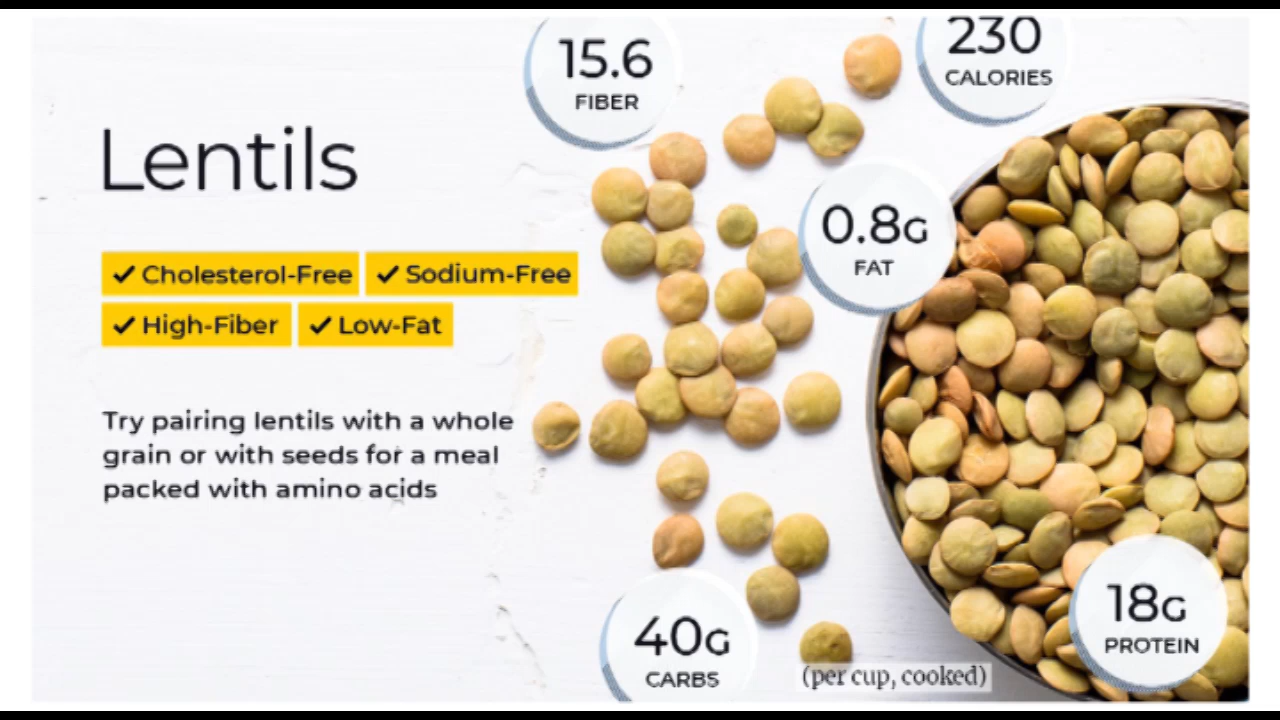 15.6
FIBER
230
CALORIES
Lentils
0.8G
FAT
✓ Cholesterol-Free ✓ Sodium-Free
✓ High-Fiber ✓ Low-Fat
Try pairing lentils with a whole
grain or with seeds for a meal
packed with amino acids
18G
PROTEIN
40G
CARBS
(per cup, cooked)